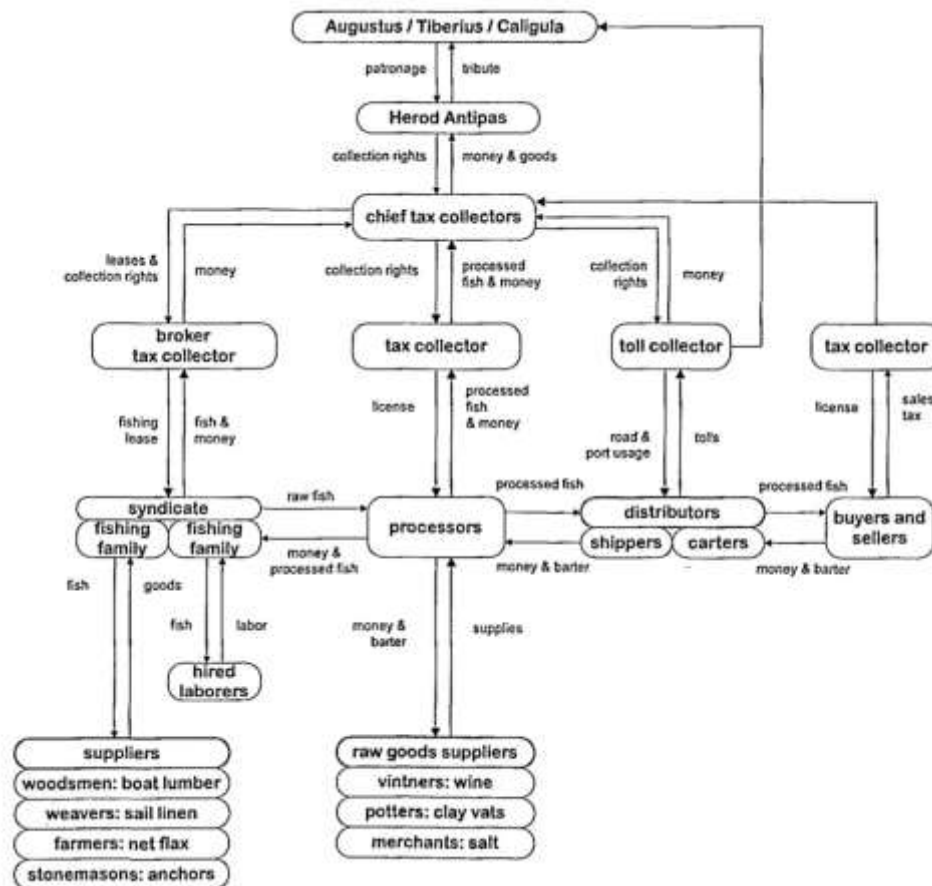 Augustus / Tiberius / Caligula
patronage
tribute
Herod Antipas
collection rights
money & goods
chief tax collectors
leases &
collection rights
money
collection rights
processed
fish & money
collection
rights
money
broker
tax collector
tax collector
toll collector
tax collector
fishing
lease
fish &
money
license
processed
fish
& money
road &
port usage
tolls
license
sales
tax
syndicate
fishing
family
fishing
family
raw fish
processors
processed fish
distributors
shippers
carters
processed fish
buyers and
sellers
money &
processed fish
money & barter
money & barter
fish
goods
fish
labor
hired
laborers
money &
barter
supplies
suppliers
woodsmen: boat lumber
weavers: sail linen
farmers: net flax
stonemasons: anchors
raw goods suppliers
vintners: wine
potters: clay vats
merchants: salt